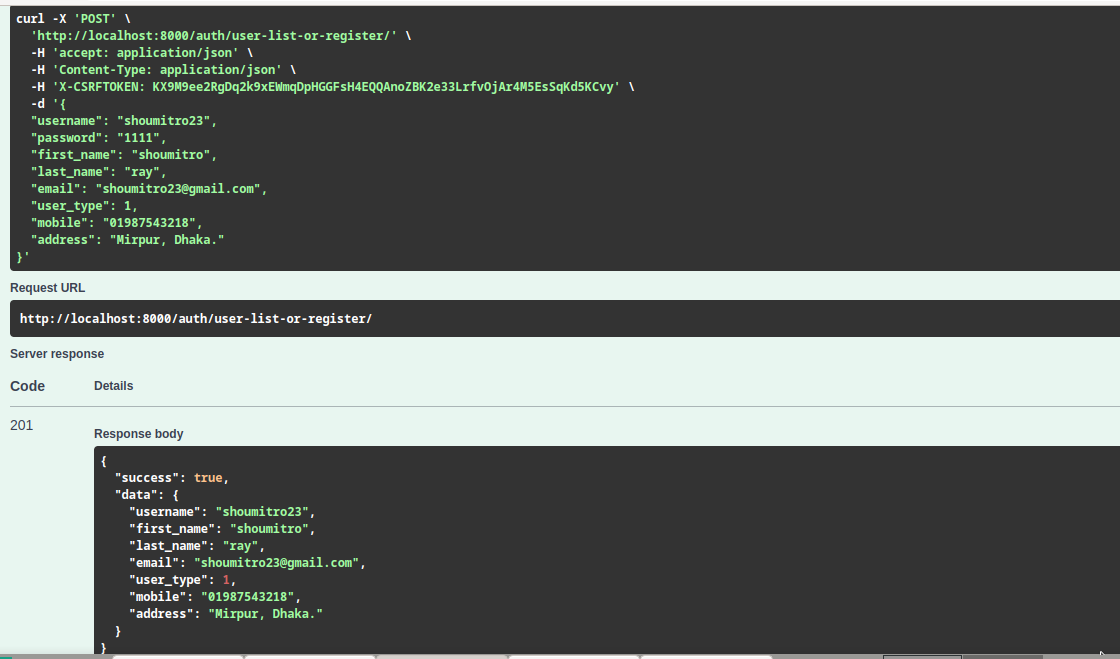 curl -X 'POST' \
'http://localhost:8000/auth/user-list-or-register/' \
-H 'accept: application/json' \
-H 'Content-Type: application/json' \
-H 'X-CSRFTOKEN: KX9M9ee2RgDq2k9xEWmqDpHGGFsH4EQQAnoZBK2e33LrfvOjAr4M5EsSqKd5KCvy' \
-d '{
"username": "shoumitro23",
"password": "1111",
"first_name": "shoumitro",
"last_name": "ray",
"email": "shoumitro23@gmail.com",
"user_type": 1,
"mobile": "01987543218",
"address": "Mirpur, Dhaka."
}'
Request URL
http://localhost:8000/auth/user-list-or-register/
Server response
Code Details
201
Response body
{
"success": true,
"data": {
"username": "shoumitro23",
"first_name": "shoumitro",
"last_name": "ray",
"email": "shoumitro23@gmail.com",
"user_type": 1,
"mobile": "01987543218",
"address": "Mirpur, Dhaka."
}
}